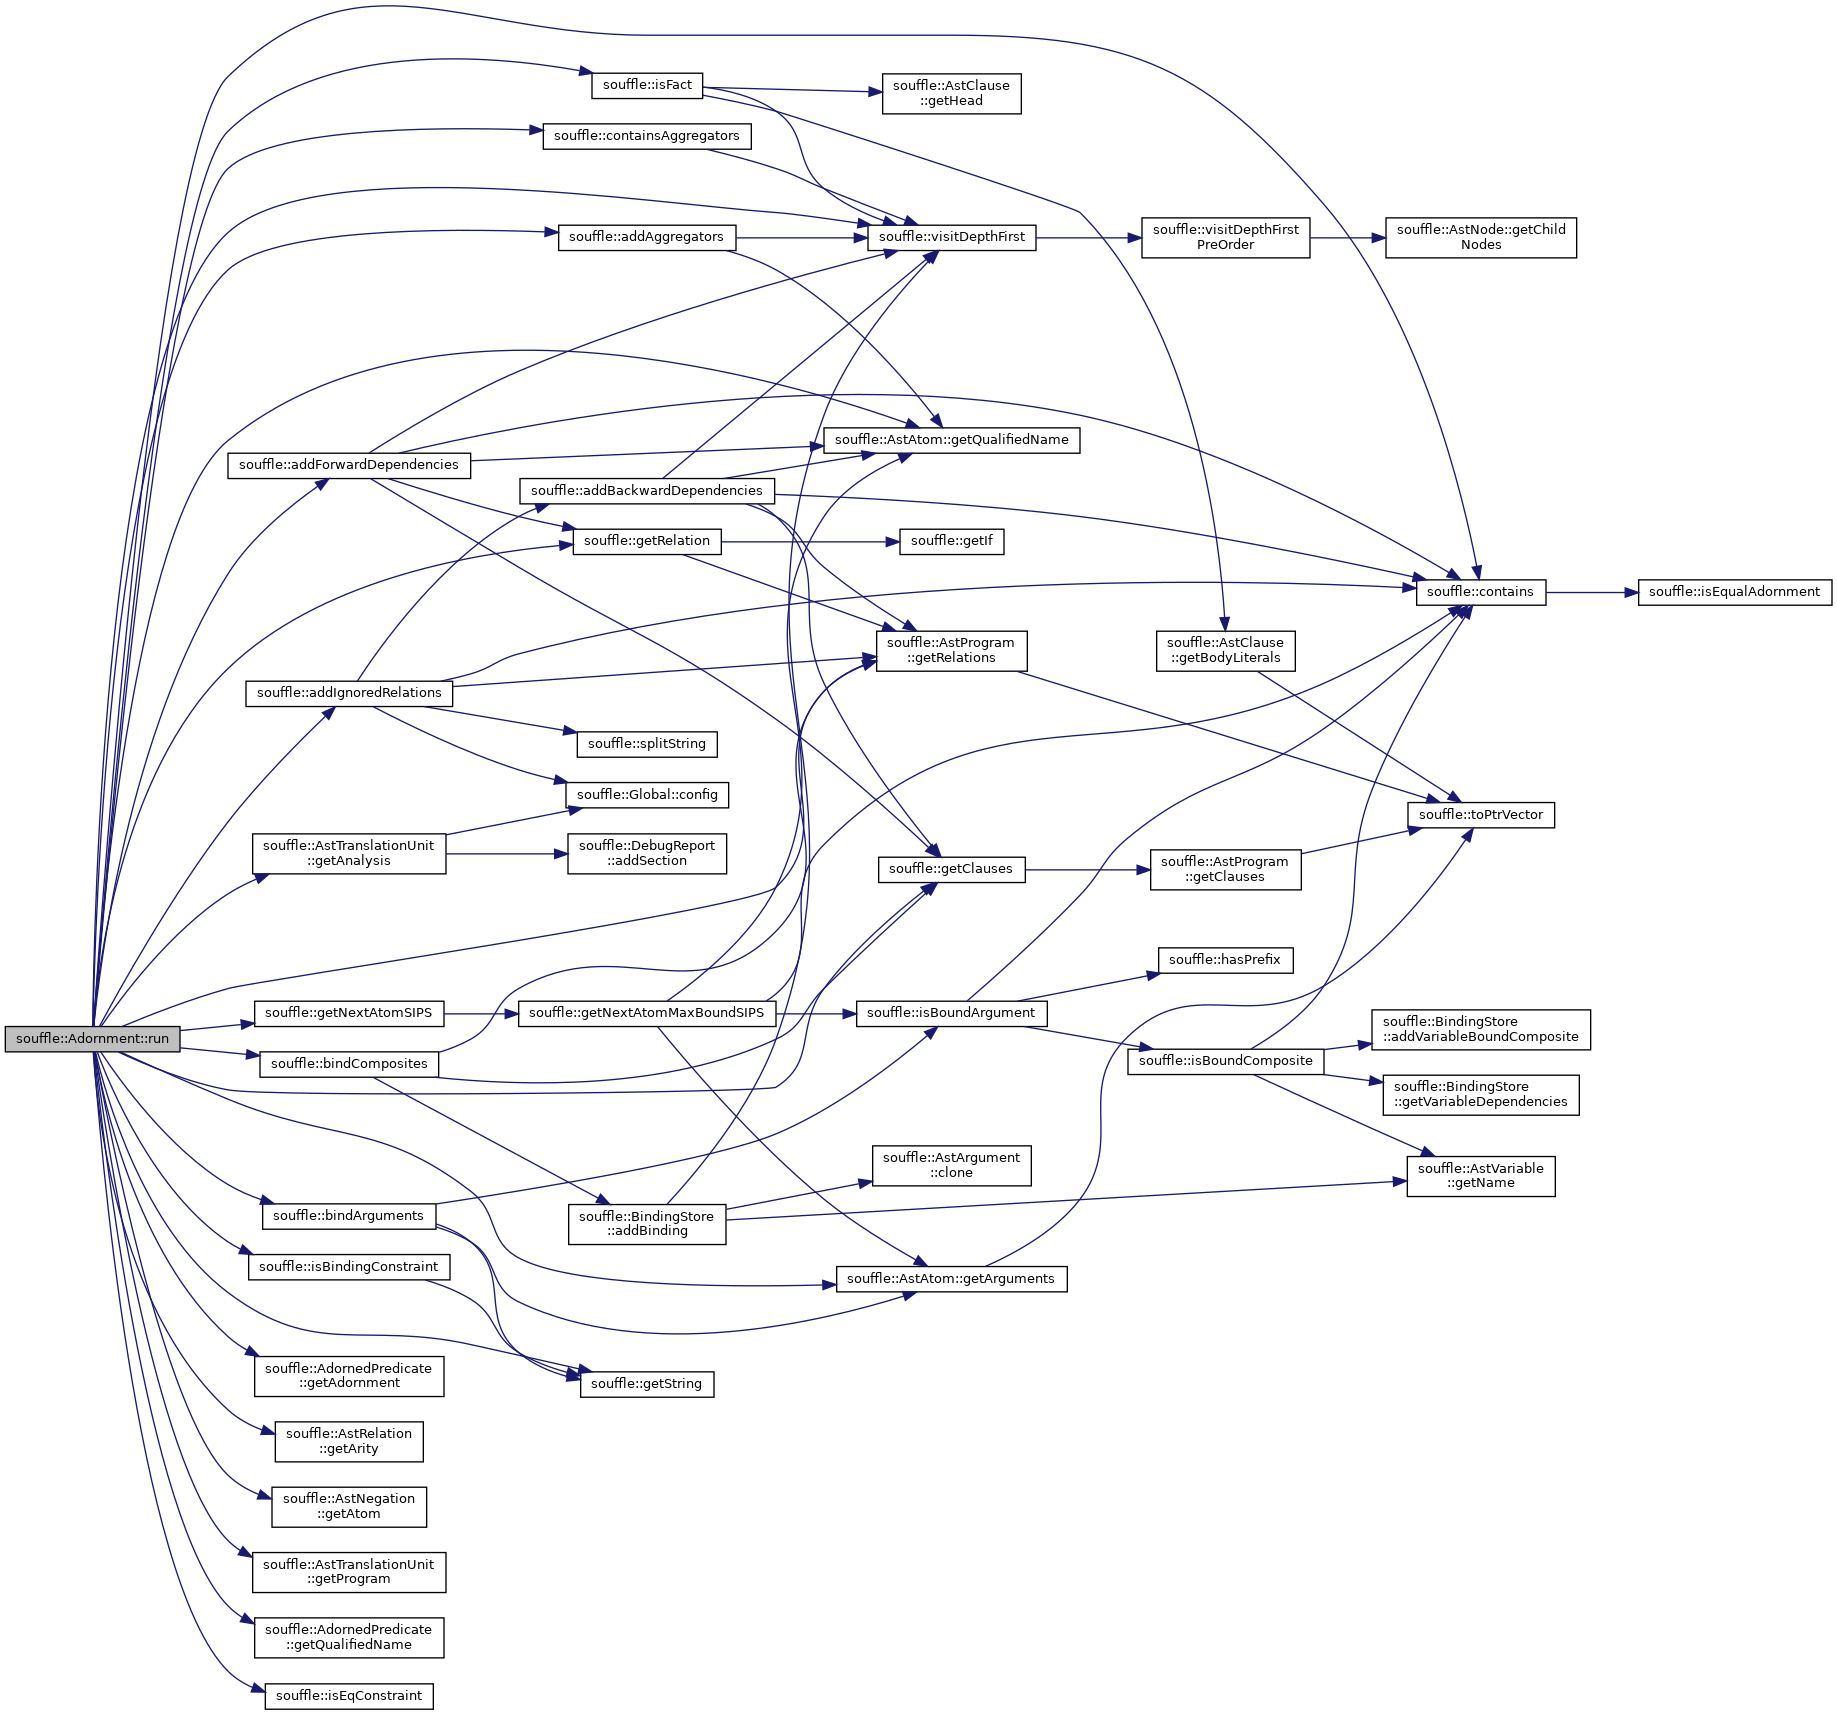 souffle::isFact
souffle::AstClause
::getHead
souffle::containsAggregators
souffle::addAggregators
souffle::visitDepthFirst
souffle::visitDepthFirst
PreOrder
souffle::AstNode::getChild
Nodes
souffle::AstAtom::getQualifiedName
souffle::addForwardDependencies
souffle::addBackwardDependencies
souffle::getRelation
souffle::getIf
souffle::contains
souffle::isEqualAdornment
souffle::AstProgram
::getRelations
souffle::AstClause
::getBodyLiterals
souffle::addIgnoredRelations
souffle::splitString
souffle::Global::config
souffle::toPtrVector
souffle::AstTranslationUnit
::getAnalysis
souffle::DebugReport
::addSection
souffle::getClauses
souffle::AstProgram
::getClauses
souffle::hasPrefix
souffle::getNextAtomSIPS
souffle::getNextAtomMaxBoundSIPS
souffle::isBoundArgument
souffle::Adornment::run
souffle::bindComposites
souffle::isBoundComposite
souffle::BindingStore
::addVariableBoundComposite
souffle::BindingStore
::getVariableDependencies
souffle::AstArgument
::clone
souffle::AstVariable
::getName
souffle::bindArguments
souffle::BindingStore
::addBinding
souffle::isBindingConstraint
souffle::AstAtom::getArguments
souffle::AdornedPredicate
::getAdornment
souffle::getString
souffle::AstRelation
::getArity
souffle::AstNegation
::getAtom
souffle::AstTranslationUnit
::getProgram
souffle::AdornedPredicate
::getQualifiedName
souffle::isEqConstraint